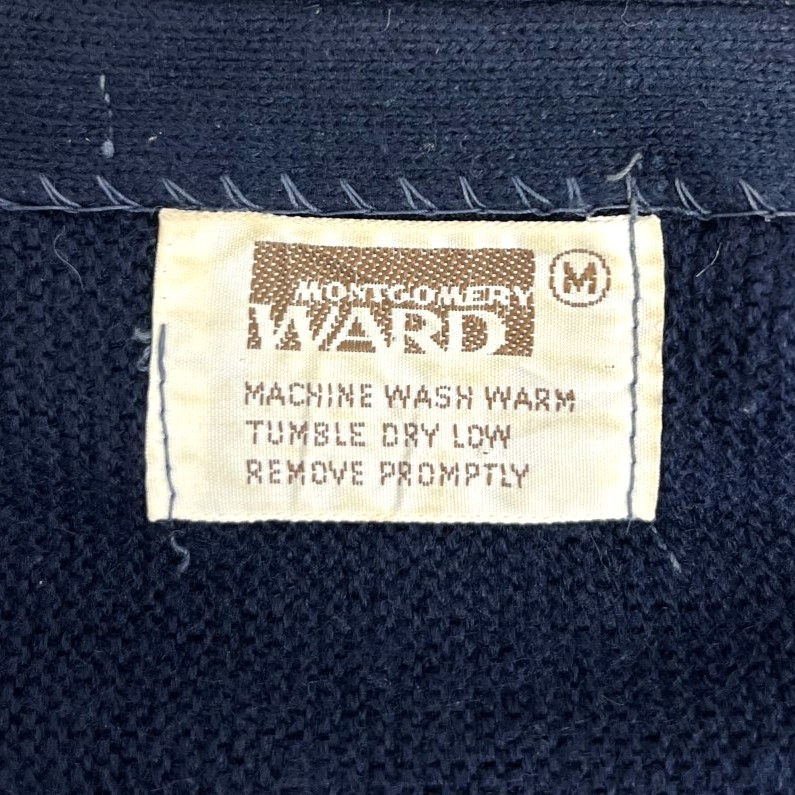 MONTGOMERY M
WARD
MACHINE WASH WARM
TUMBLE DRY LOW
REMOVE PROMPTLY